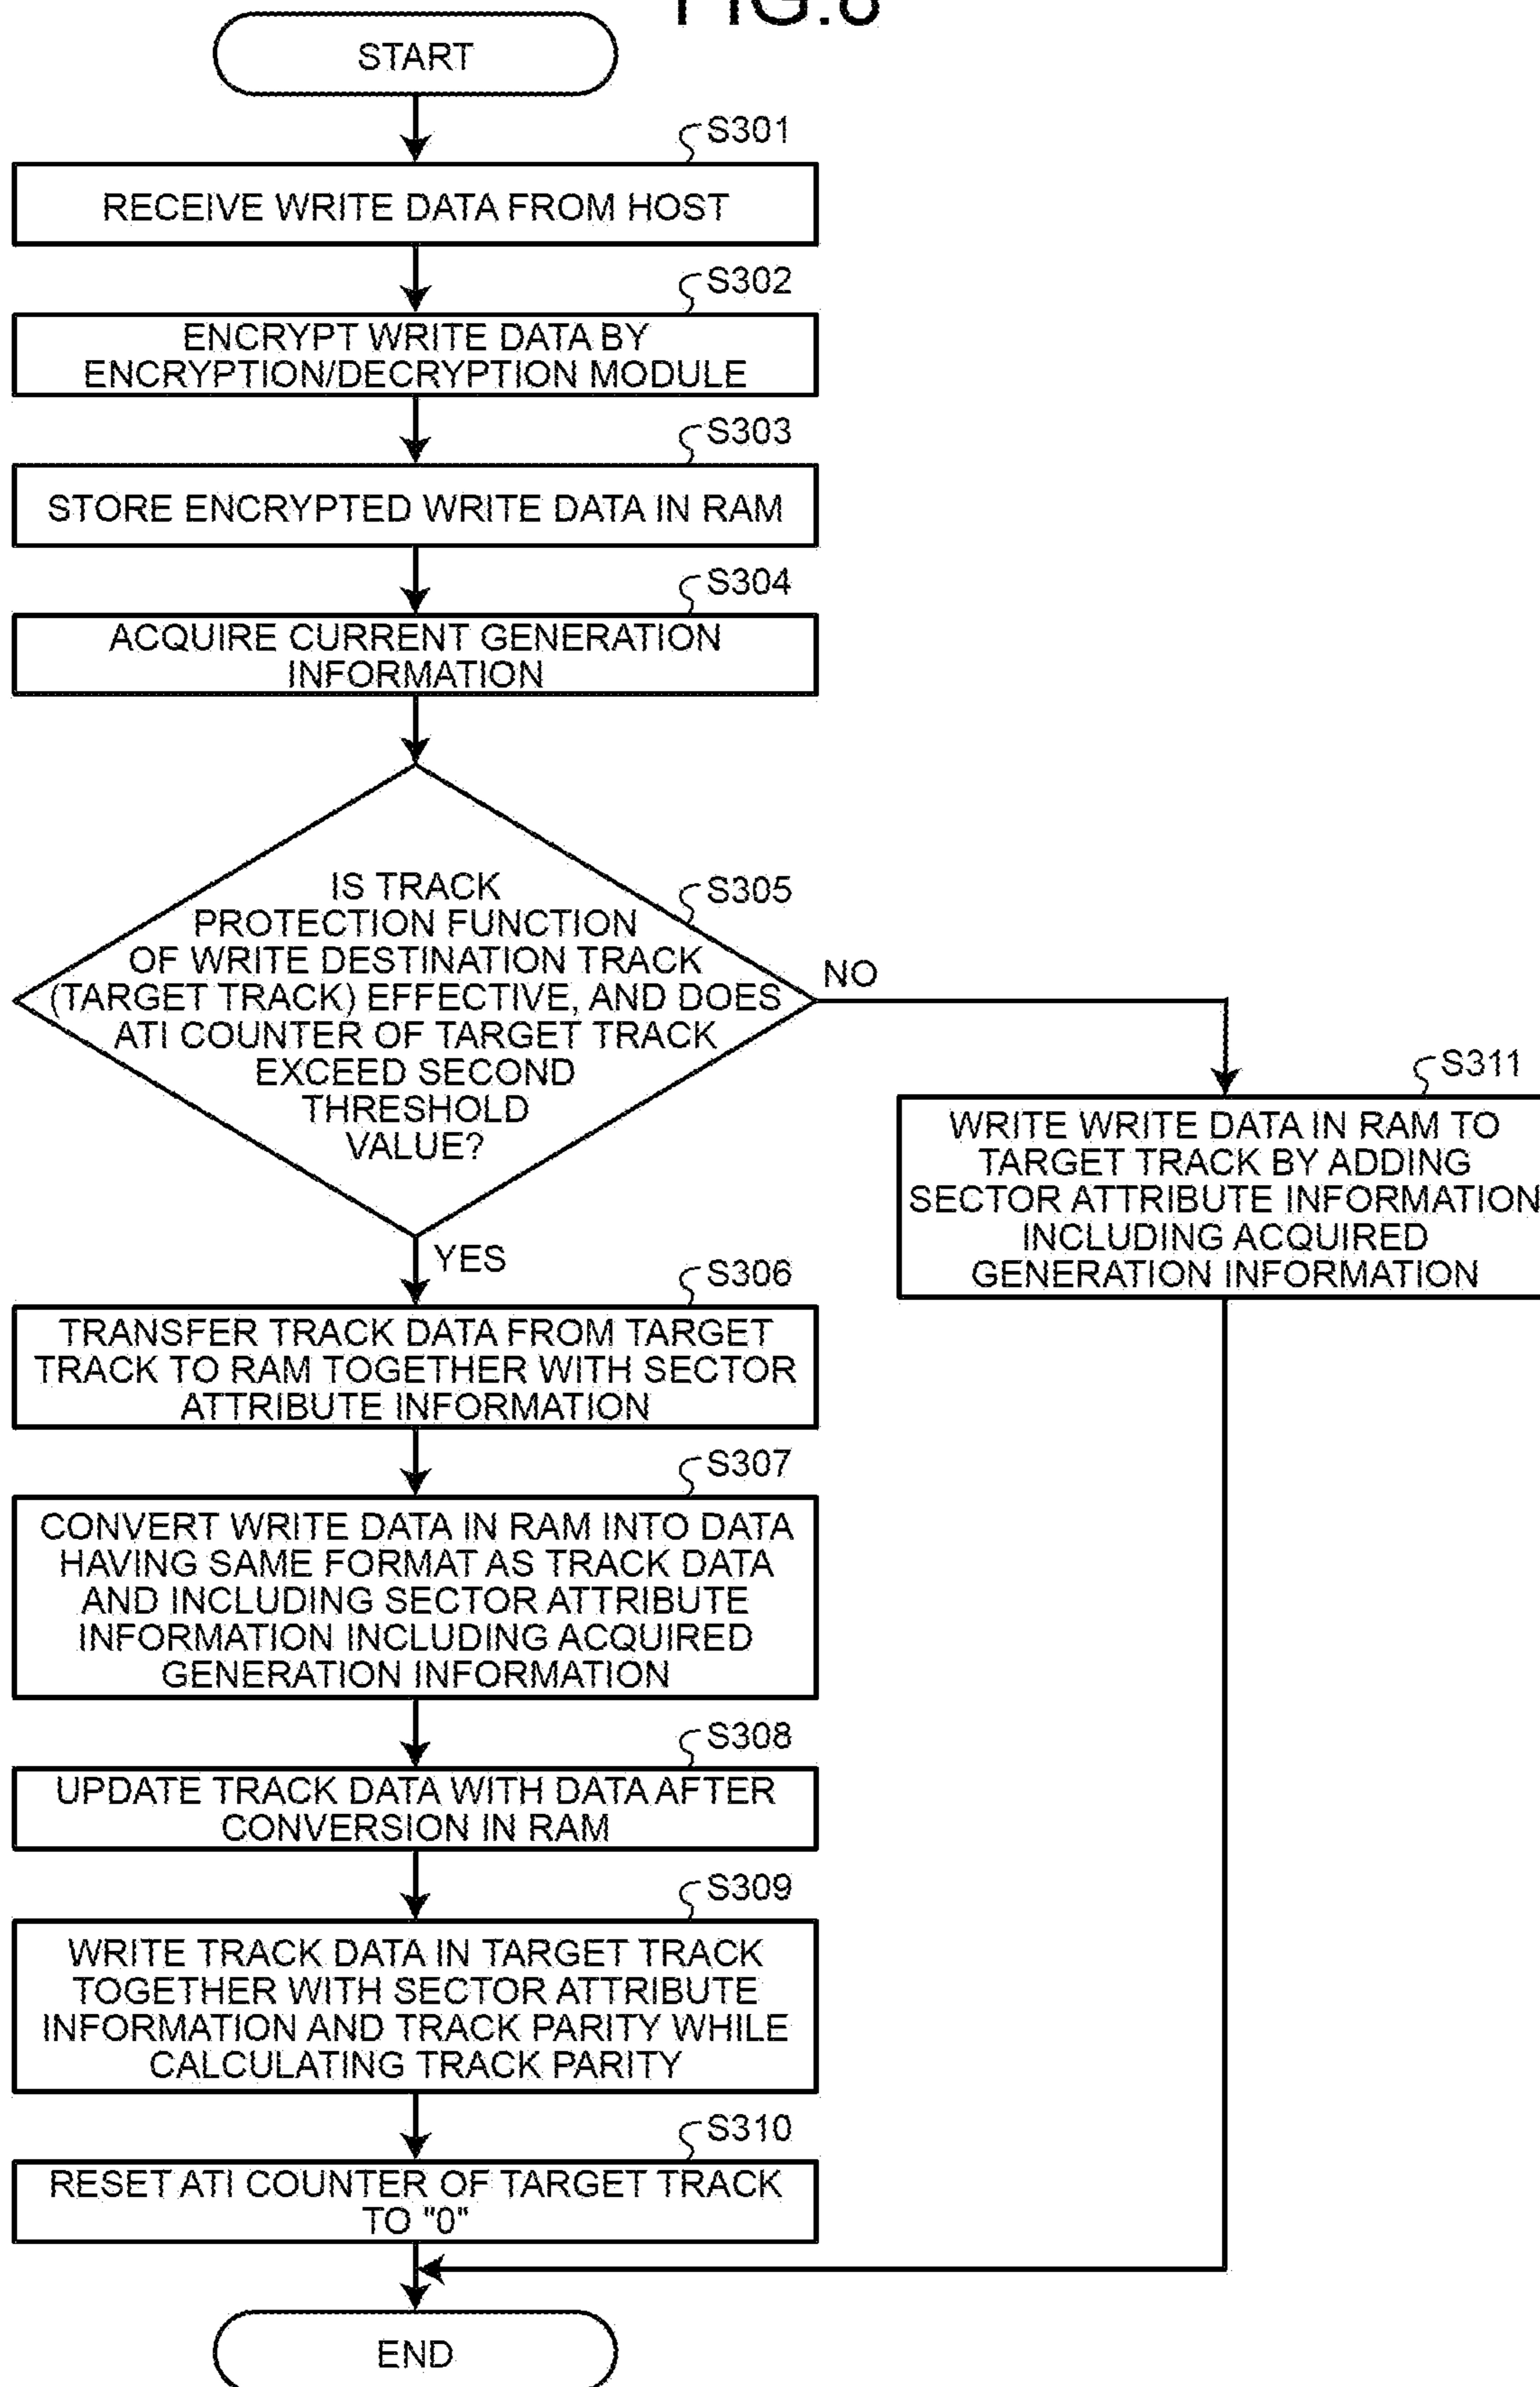 FIG.8
START
S301
RECEIVE WRITE DATA FROM HOST
S302
ENCRYPT WRITE DATA BY
ENCRYPTION/DECRYPTION MODULE
S303
STORE ENCRYPTED WRITE DATA IN RAM
S304
ACQUIRE CURRENT GENERATION
INFORMATION
S305
IS TRACK
PROTECTION FUNCTION
OF WRITE DESTINATION TRACK
(TARGET TRACK) EFFECTIVE, AND DOES
ATI COUNTER OF TARGET TRACK
EXCEED SECOND
THRESHOLD
VALUE?
NO
S311
WRITE WRITE DATA IN RAM TO
TARGET TRACK BY ADDING
SECTOR ATTRIBUTE INFORMATION
INCLUDING ACQUIRED
GENERATION INFORMATION
YES
S306
TRANSFER TRACK DATA FROM TARGET
TRACK TO RAM TOGETHER WITH SECTOR
ATTRIBUTE INFORMATION
S307
CONVERT WRITE DATA IN RAM INTO DATA
HAVING SAME FORMAT AS TRACK DATA
AND INCLUDING SECTOR ATTRIBUTE
INFORMATION INCLUDING ACQUIRED
GENERATION INFORMATION
S308
UPDATE TRACK DATA WITH DATA AFTER
CONVERSION IN RAM
S309
WRITE TRACK DATA IN TARGET TRACK
TOGETHER WITH SECTOR ATTRIBUTE
INFORMATION AND TRACK PARITY WHILE
CALCULATING TRACK PARITY
S310
RESET ATI COUNTER OF TARGET TRACK
TO "0"
END